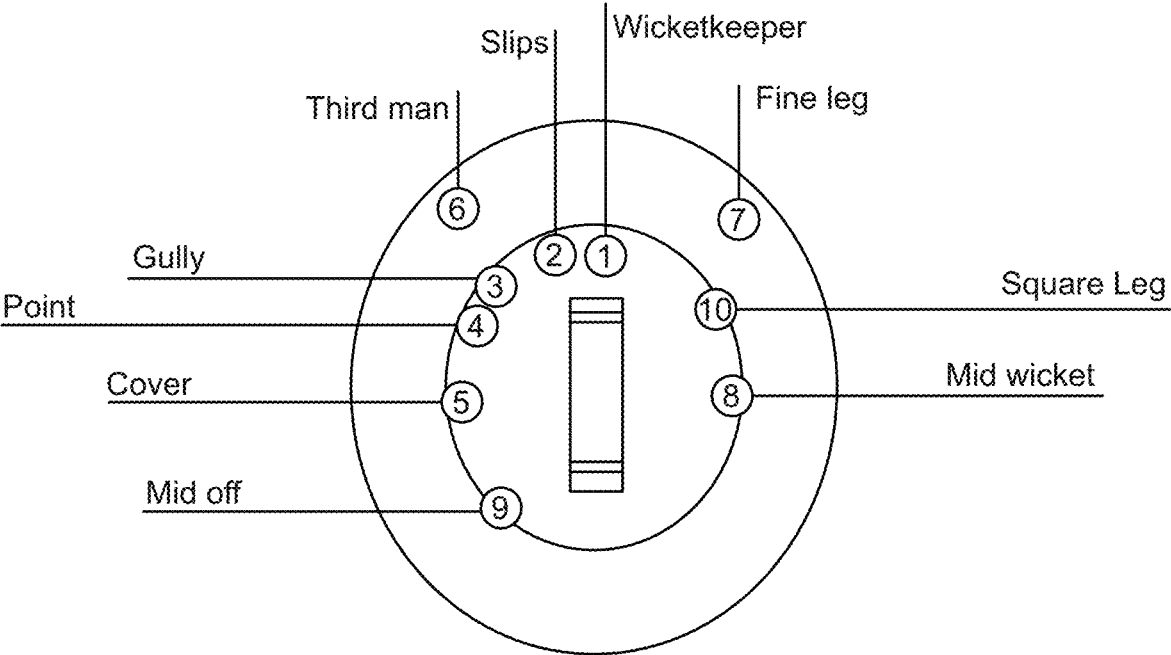 Wicketkeeper
Slips
Fine leg
Third man
6
7
2
1
Gully
3
Square Leg
10
Point
4
Mid wicket
8
Cover
5
Mid off
9